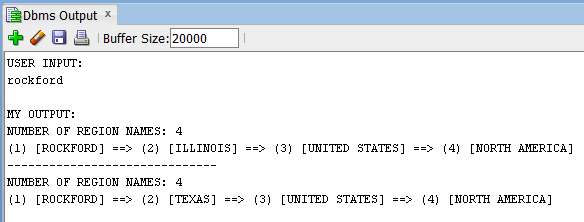 Dbms Output x
Buffer Size: 20000
USER INPUT:
rockford
MY OUTPUT:
NUMBER OF REGION NAMES: 4
(1) [ROCKFORD] ==> (2) [ILLINOIS] ==> (3) [UNITED STATES] ==> (4) [NORTH AMERICA]
------------------------------
NUMBER OF REGION NAMES: 4
(1) [ROCKFORD] ==> (2) [TEXAS] ==> (3) [UNITED STATES] ==> (4) [NORTH AMERICA]